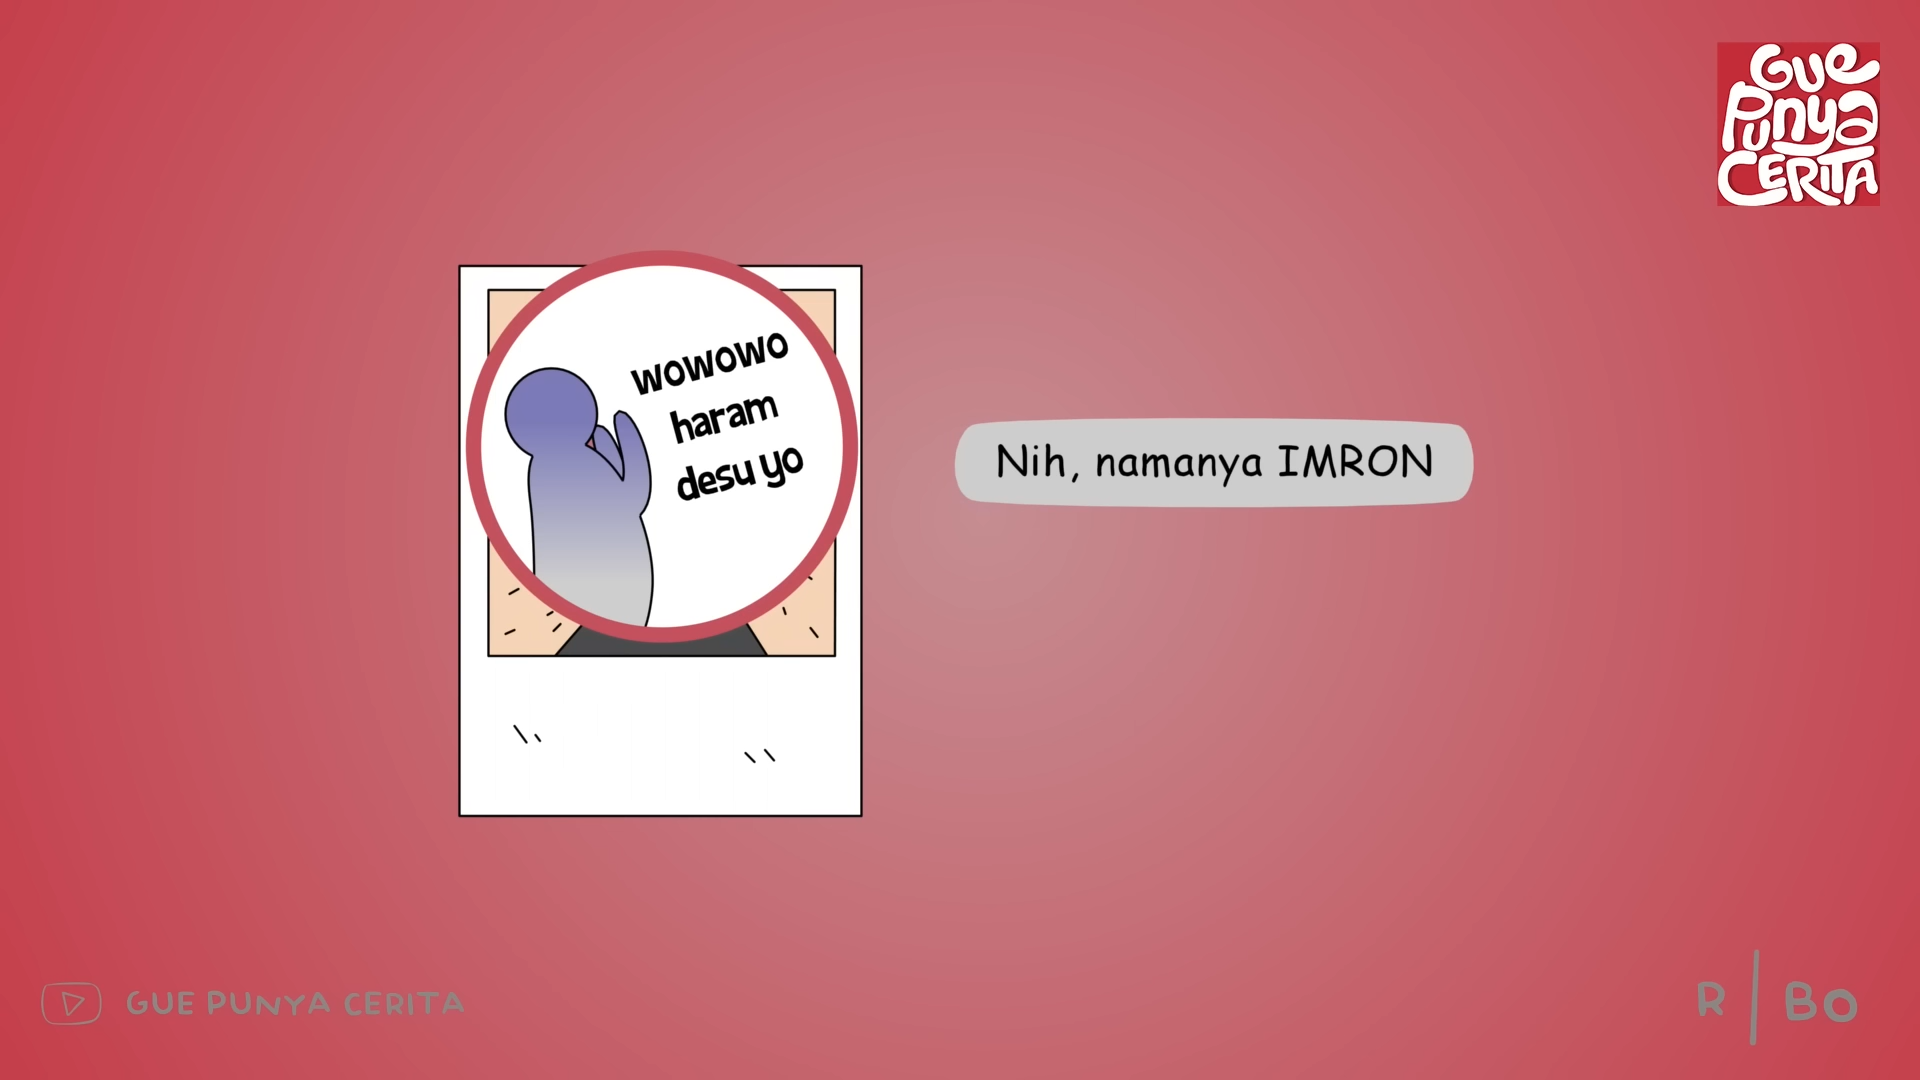 Gue
Punya
CERITA
wowowo
haram
desu yo
Nih, namanya IMRON
GUE PUNYA CERITA
R | BO